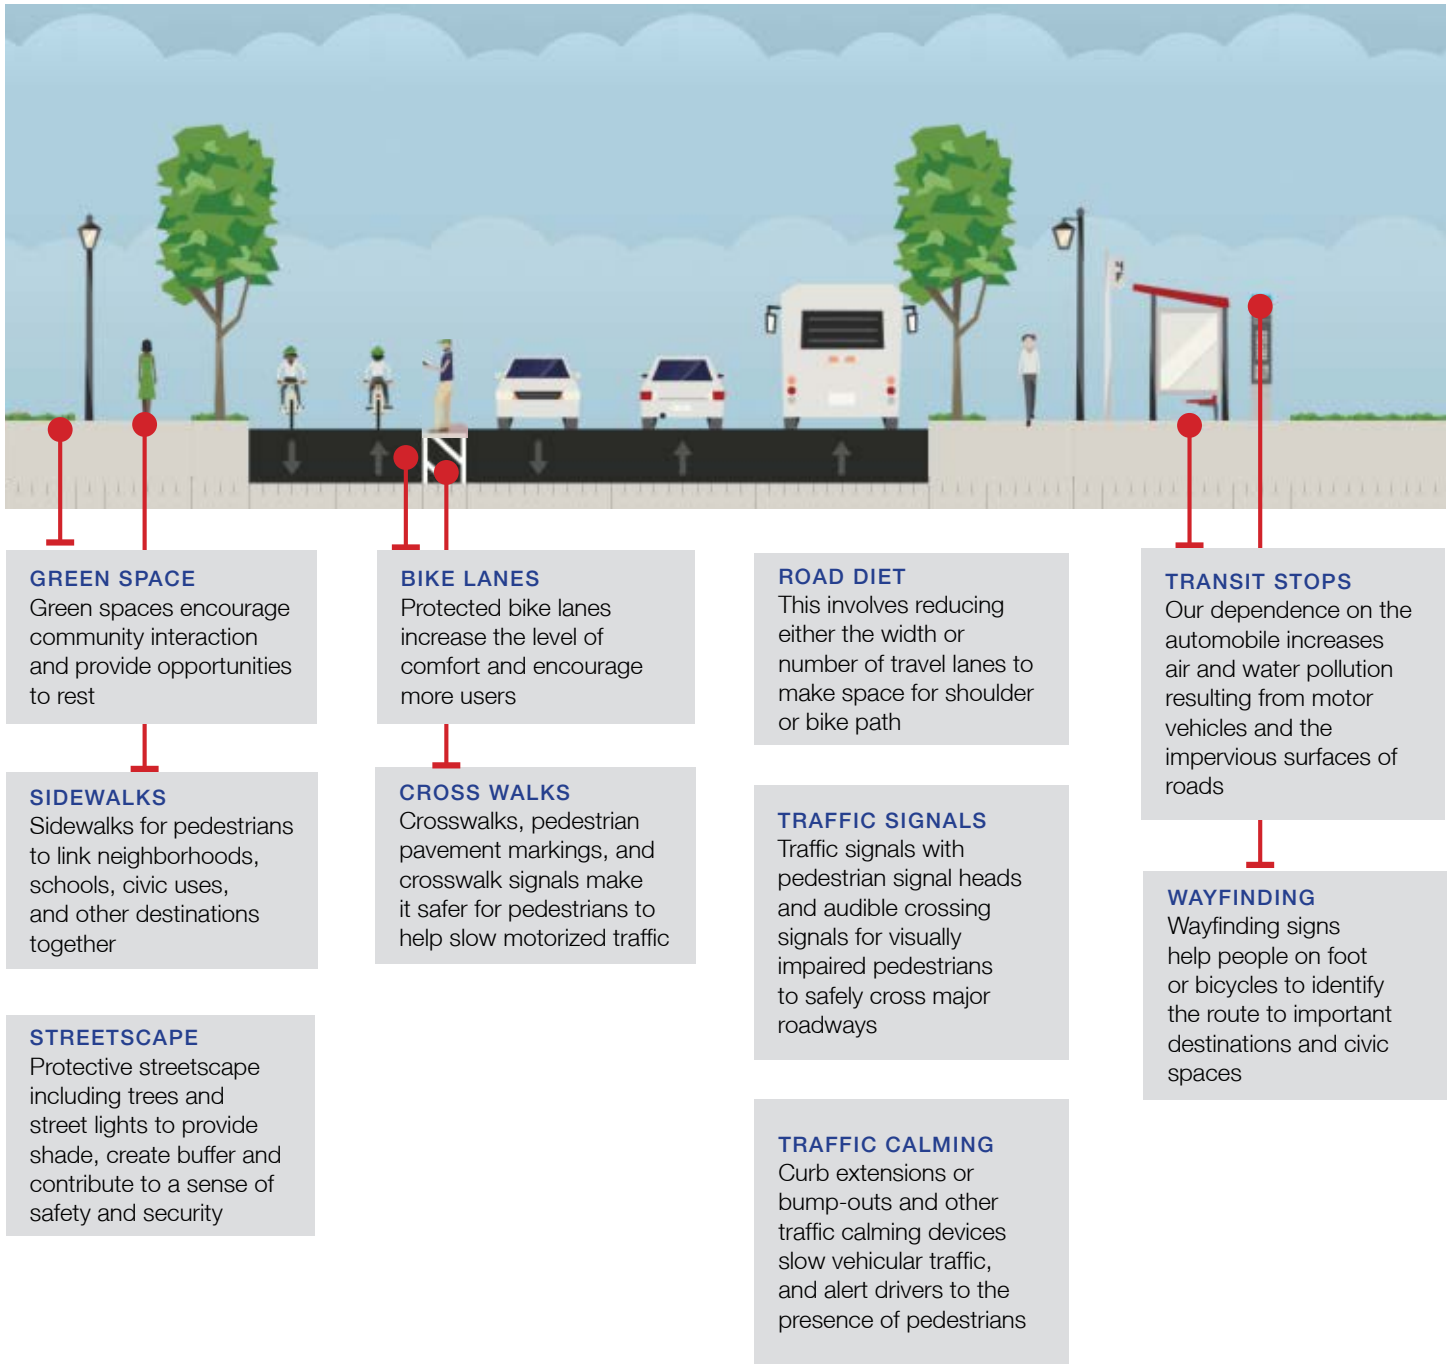 GREEN SPACE
Green spaces encourage
community interaction
and provide opportunities
to rest
SIDEWALKS
Sidewalks for pedestrians
to link neighborhoods,
schools, civic uses,
and other destinations
together
STREETSCAPE
Protective streetscape
including trees and
street lights to provide
shade, create buffer and
contribute to a sense of
safety and security
BIKE LANES
Protected bike lanes
increase the level of
comfort and encourage
more users
CROSS WALKS
Crosswalks, pedestrian
pavement markings, and
crosswalk signals make
it safer for pedestrians to
help slow motorized traffic
ROAD DIET
This involves reducing
either the width or
number of travel lanes to
make space for shoulder
or bike path
TRAFFIC SIGNALS
Traffic signals with
pedestrian signal heads
and audible crossing
signals for visually
impaired pedestrians
to safely cross major
roadways
TRAFFIC CALMING
Curb extensions or
bump-outs and other
traffic calming devices
slow vehicular traffic,
and alert drivers to the
presence of pedestrians
TRANSIT STOPS
Our dependence on the
automobile increases
air and water pollution
resulting from motor
vehicles and the
impervious surfaces of
roads
WAYFINDING
Wayfinding signs
help people on foot
or bicycles to identify
the route to important
destinations and civic
spaces